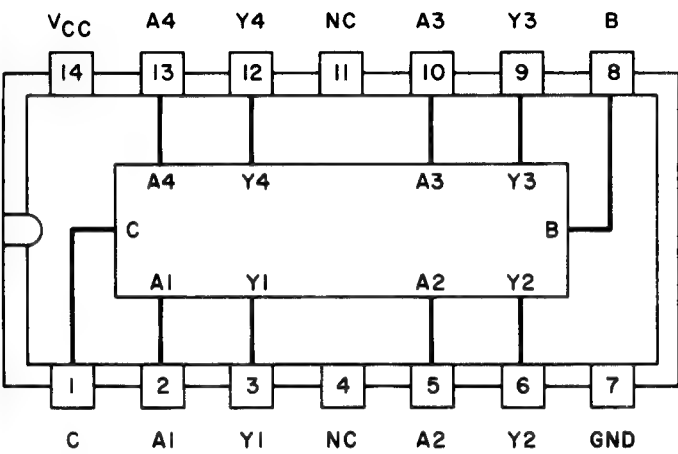 VCC A4 Y4 NC A3 Y3 B
14 13 12 11 10 9 8
A4 Y4 A3 Y3
C B
A1 Y1 A2 Y2
1 2 3 4 5 6 7
C A1 Y1 NC A2 Y2 GND